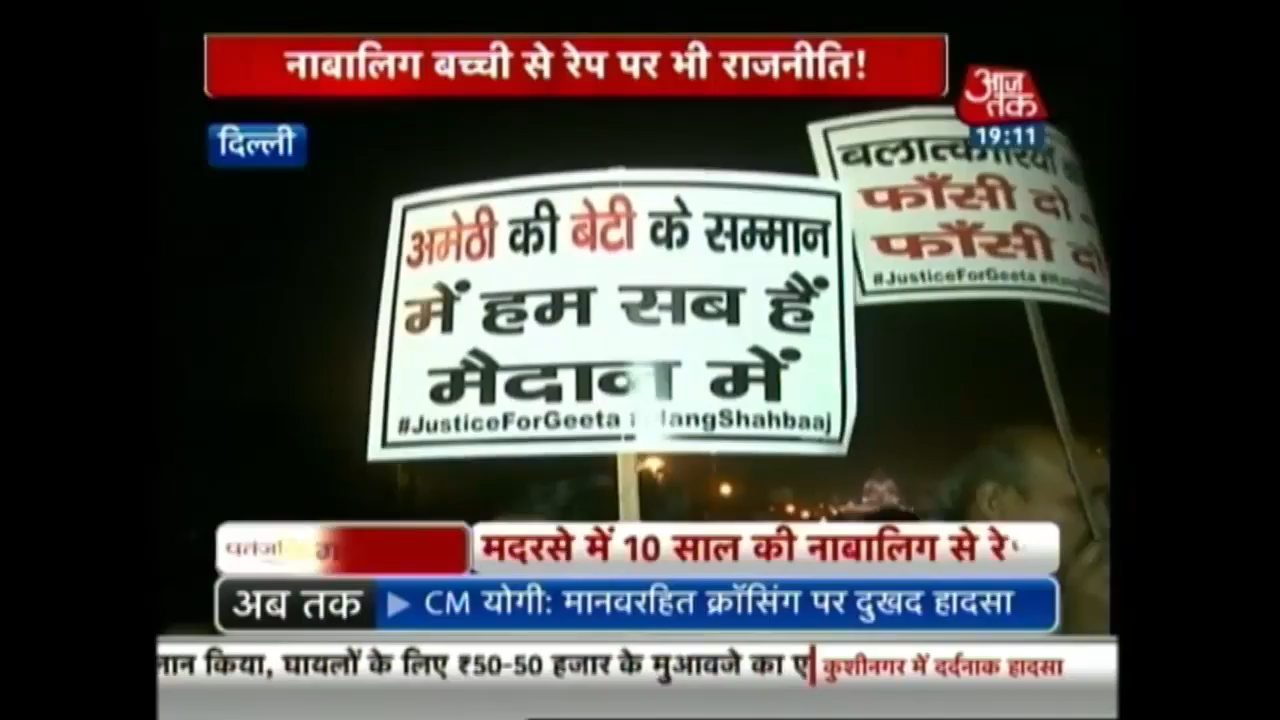 नाबालिग बच्ची से रेप पर भी राजनीति!
आज
तक
19:11
दिल्ली
बलात्कारियों
फाँसी दो
फाँसी दो
#JusticeForGeeta
अमेठी की बेटी के सम्मान
में हम सब हैं
मैदान में
#JusticeForGeeta #HangShahbaaj
मदरसे में 10 साल की नाबालिग से
अब तक
CM योगी: मानवरहित क्रॉसिंग पर दुखद हादसा
किया, घायलों के लिए ₹50-50 हजार के मुआवजे का
कुशीनगर में दर्दनाक हादसा